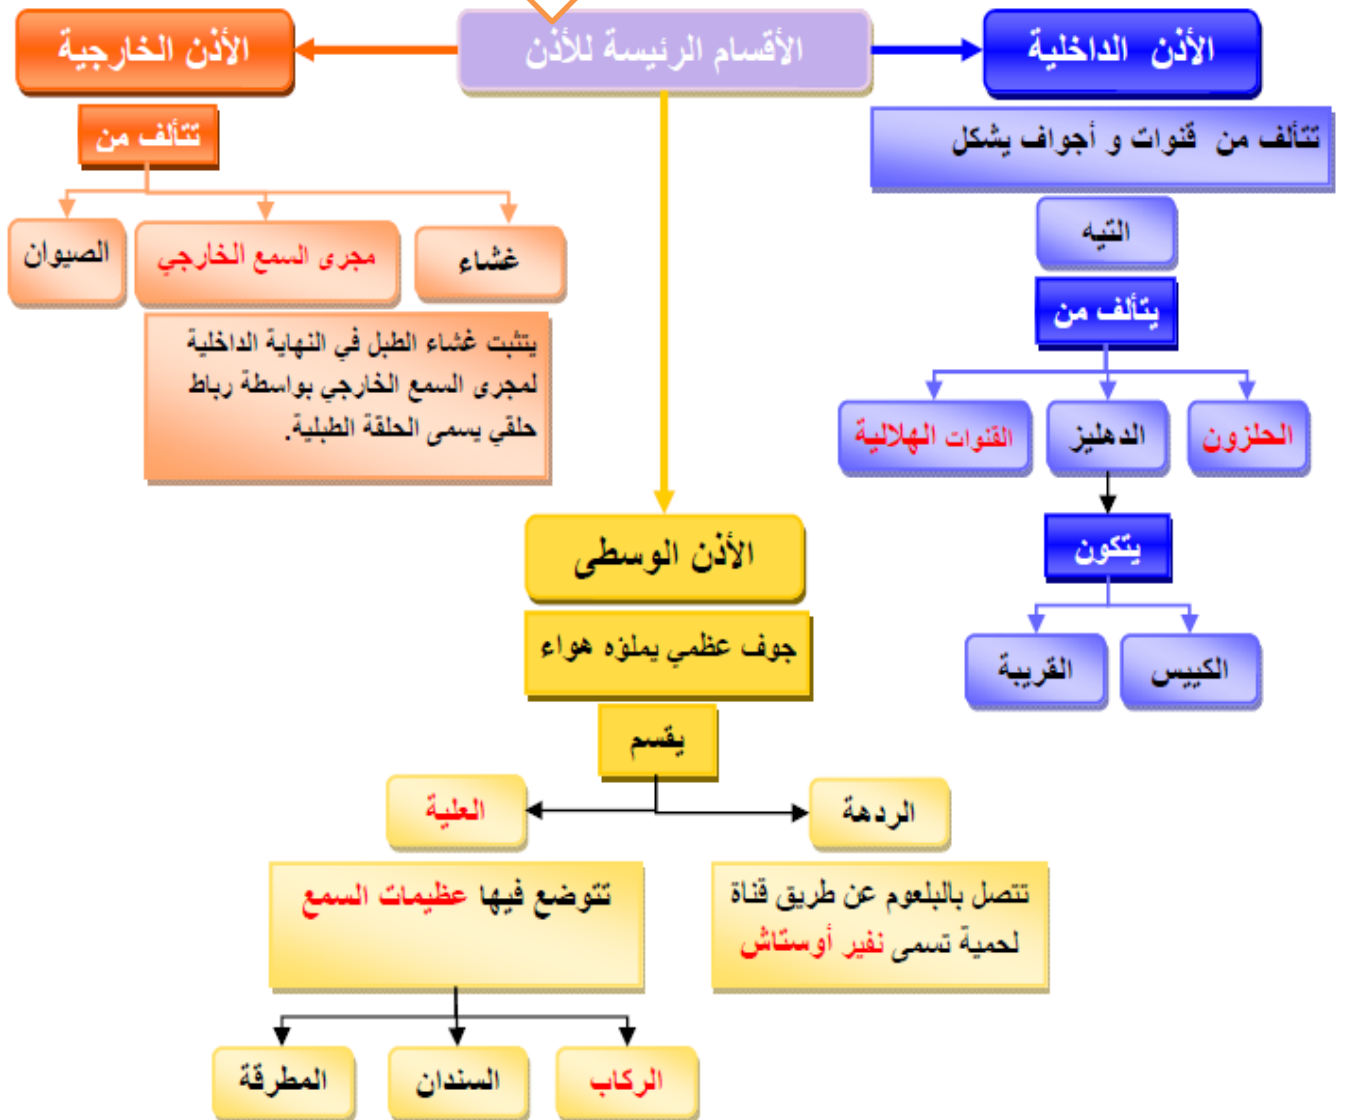 الأقسام الرئيسة للأذن
الأذن الداخلية
تتألف من قنوات و أجواف يشكل
التيه
يتألف من
الحلزون
الدهليز
القنوات الهلالية
يتكون
الكييس
القريبة
الأذن الخارجية
تتألف من
غشاء
مجرى السمع الخارجي
الصيوان
يتثبت غشاء الطبل في النهاية الداخلية
لمجرى السمع الخارجي بواسطة رباط
حلقي يسمى الحلقة الطبلية.
الأذن الوسطى
جوف عظمي يملؤه هواء
يقسم
الردهة
تتصل بالبلعوم عن طريق قناة
لحمية تسمى نفير أوستاش
العلية
تتوضع فيها عظيمات السمع
الركاب
السندان
المطرقة